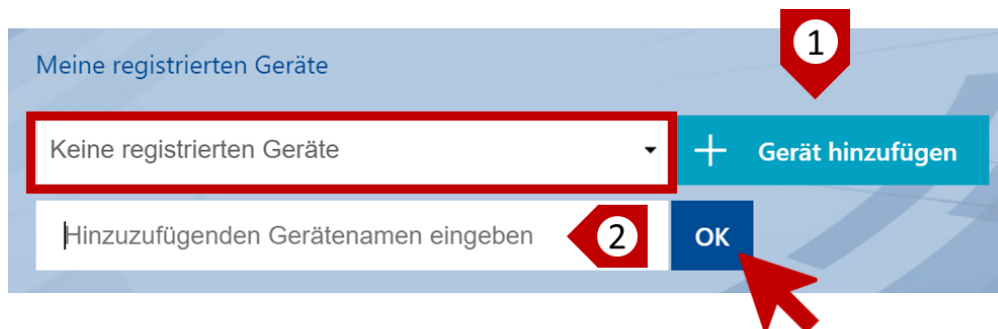 1
Meine registrierten Geräte
Keine registrierten Geräte
Gerät hinzufügen
Hinzuzufügenden Gerätenamen eingeben
2
OK